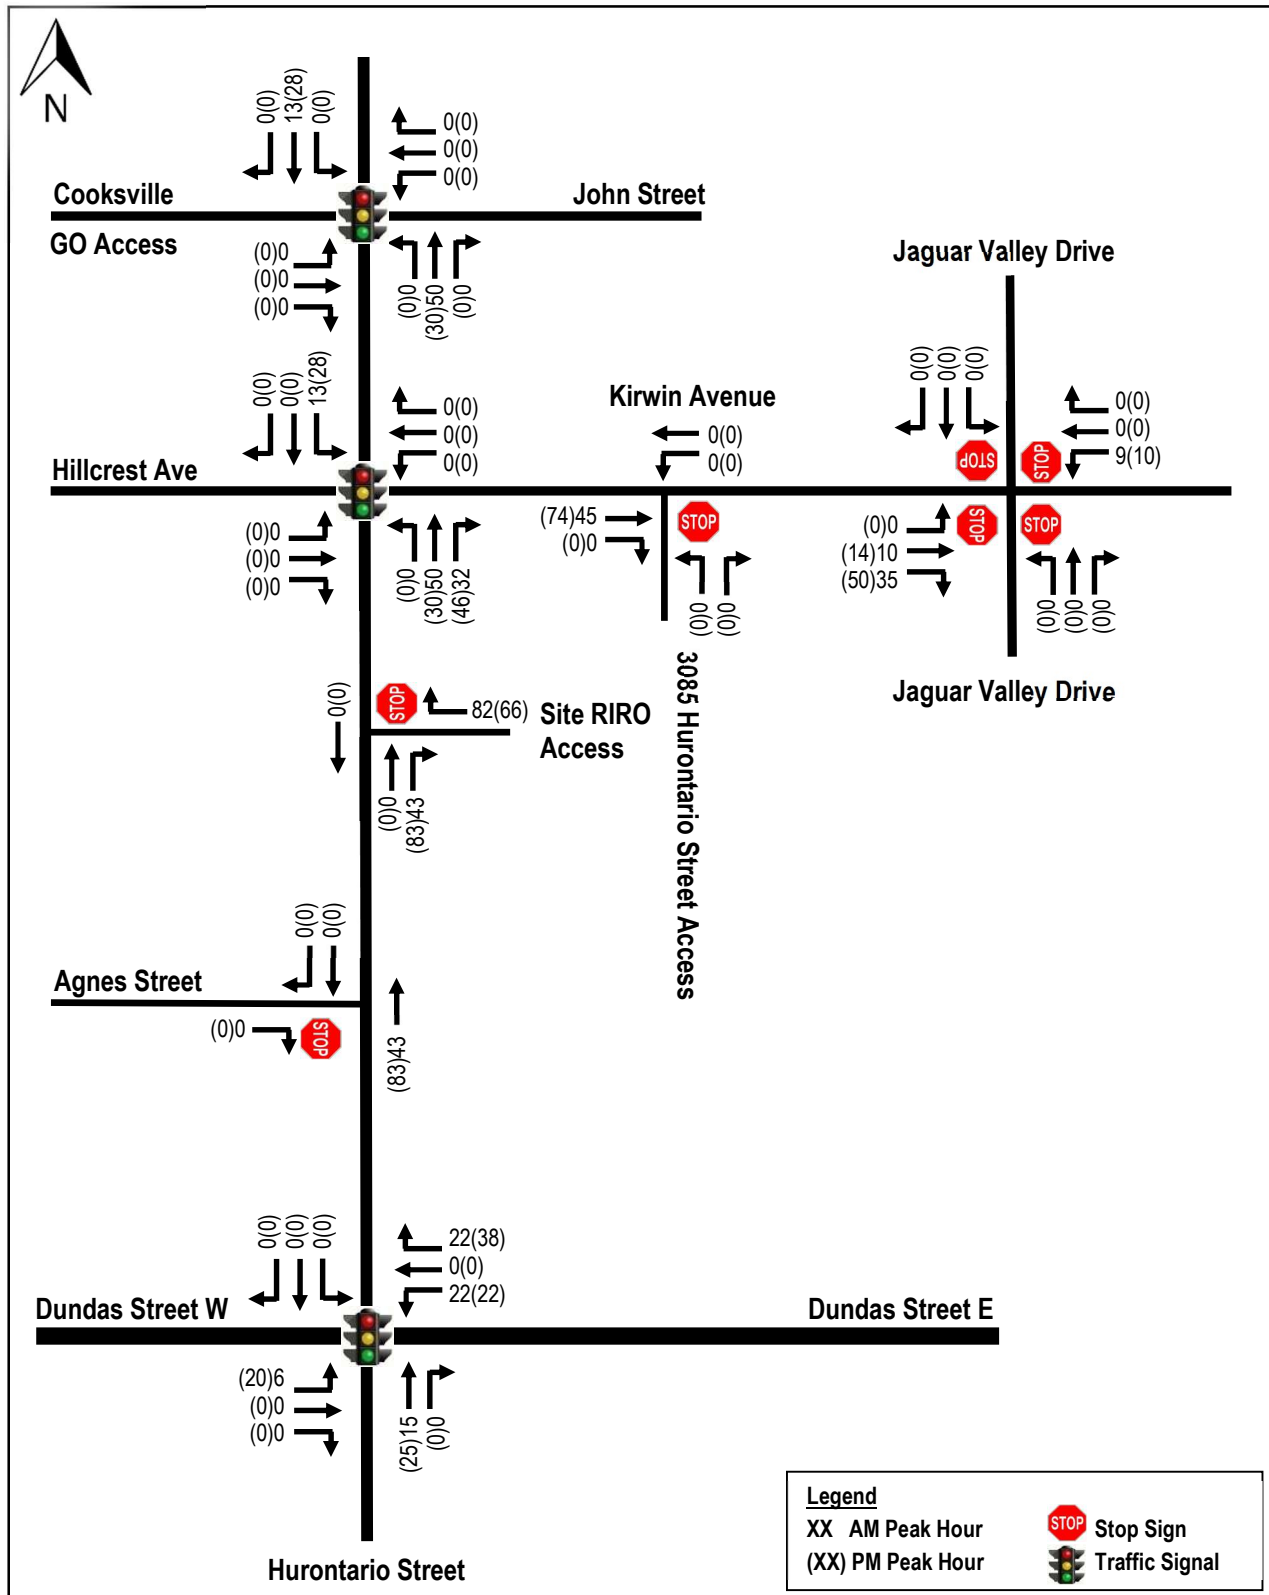 N
0(0)
13(28)
0(0)
0(0)
0(0)
0(0)
Cooksville
GO Access
John Street
(0)0
(0)0
(0)0
(0)0
(30)50
(0)0
Jaguar Valley Drive
0(0)
0(0)
13(28)
0(0)
0(0)
0(0)
Hillcrest Ave
(0)0
(0)0
(0)0
(0)0
(30)50
(46)32
Kirwin Avenue
0(0)
0(0)
(74)45
(0)0
STOP
(0)0
(0)0
3085 Hurontario Street Access
0(0)
0(0)
0(0)
0(0)
0(0)
9(10)
STOP
STOP
STOP
STOP
(0)0
(14)10
(50)35
(0)0
(0)0
(0)0
Jaguar Valley Drive
0(0)
STOP
82(66)
Site RIRO
Access
(0)0
(83)43
0(0)
0(0)
Agnes Street
(0)0
STOP
(83)43
0(0)
0(0)
0(0)
22(38)
0(0)
22(22)
Dundas Street W
Dundas Street E
(20)6
(0)0
(0)0
(25)15
(0)0
Hurontario Street
Legend
XX AM Peak Hour
STOP Stop Sign
(XX) PM Peak Hour
Traffic Signal